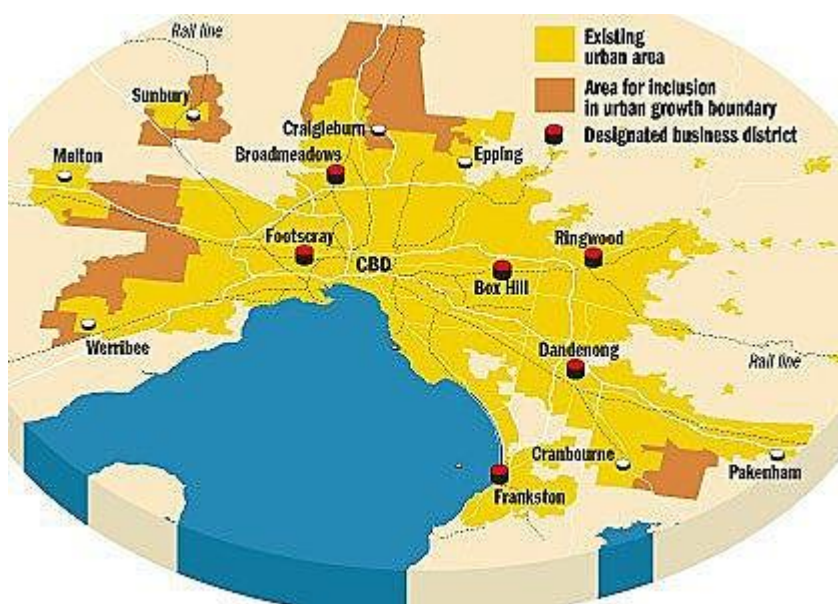 Rail line
Existing
urban area
Area for inclusion
in urban growth boundary
Designated business district
Sunbury
Craigieburn
Broadmeadows
Epping
Melton
Footscray
CBD
Ringwood
Box Hill
Werribee
Dandenong
Rail line
Cranbourne
Pakenham
Frankston